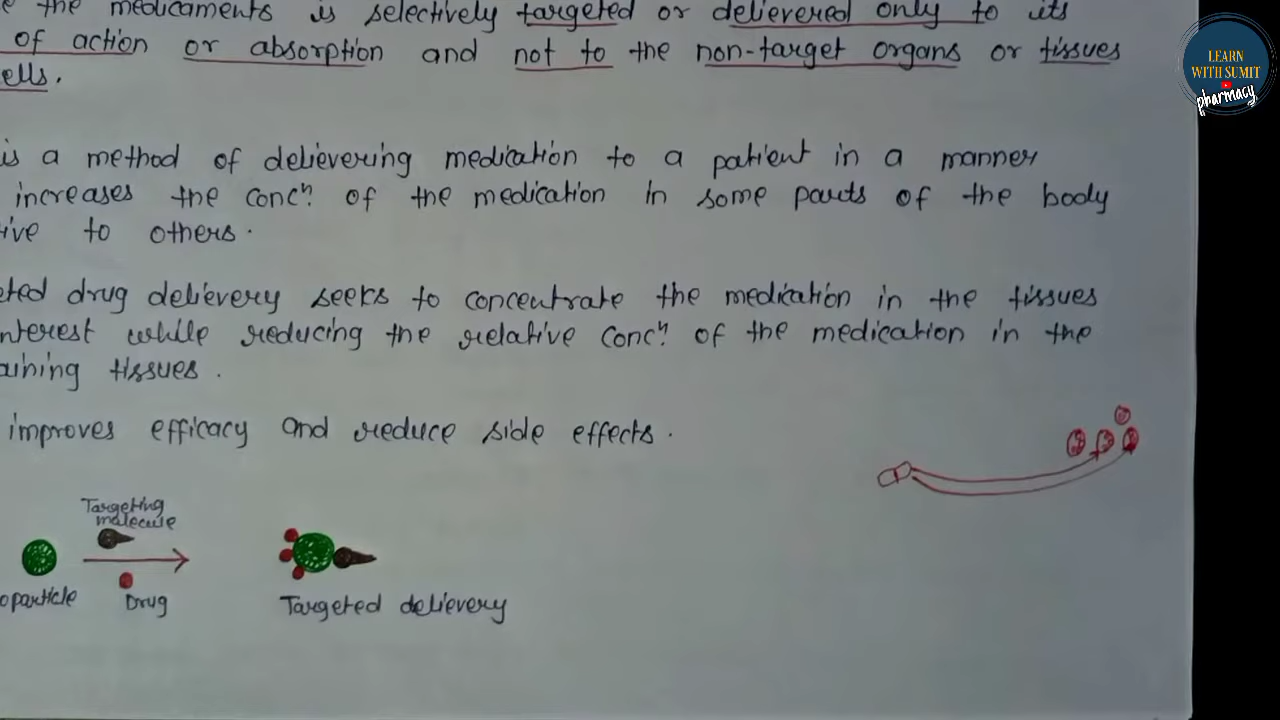 the medicaments is selectively targeted or delievered only to its
of action or absorption and not to the non-target organs or tissues
ells.
is a method of delievering medication to a patient in a manner
increases the concⁿ. of the medication in some parts of the body
ive to others.
eted drug delievery seeks to concentrate the medication in the tissues
nterest while reducing the relative concⁿ. of the medication in the
aining tissues.
improves efficacy and reduce side effects.
Targeting
molecule
oparticle
Drug
Targeted delievery
LEARN
WITH SUMIT
pharmacy